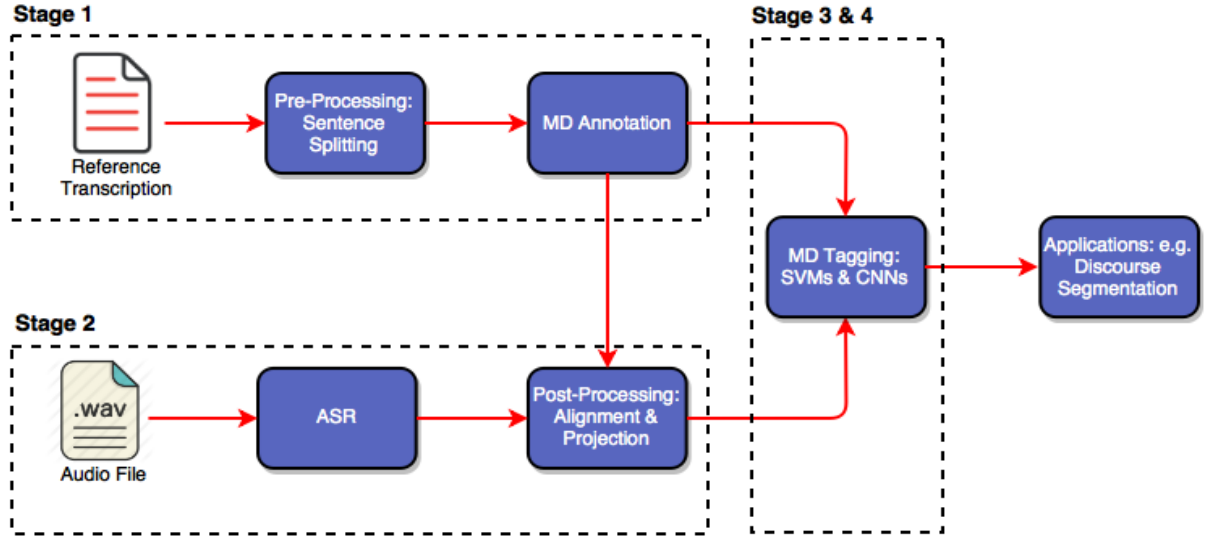 Stage 1
Reference
Transcription
Pre-Processing:
Sentence
Splitting
MD Annotation
Stage 2
.wav
Audio File
ASR
Post-Processing:
Alignment &
Projection
Stage 3 & 4
MD Tagging:
SVMs & CNNs
Applications: e.g.
Discourse
Segmentation